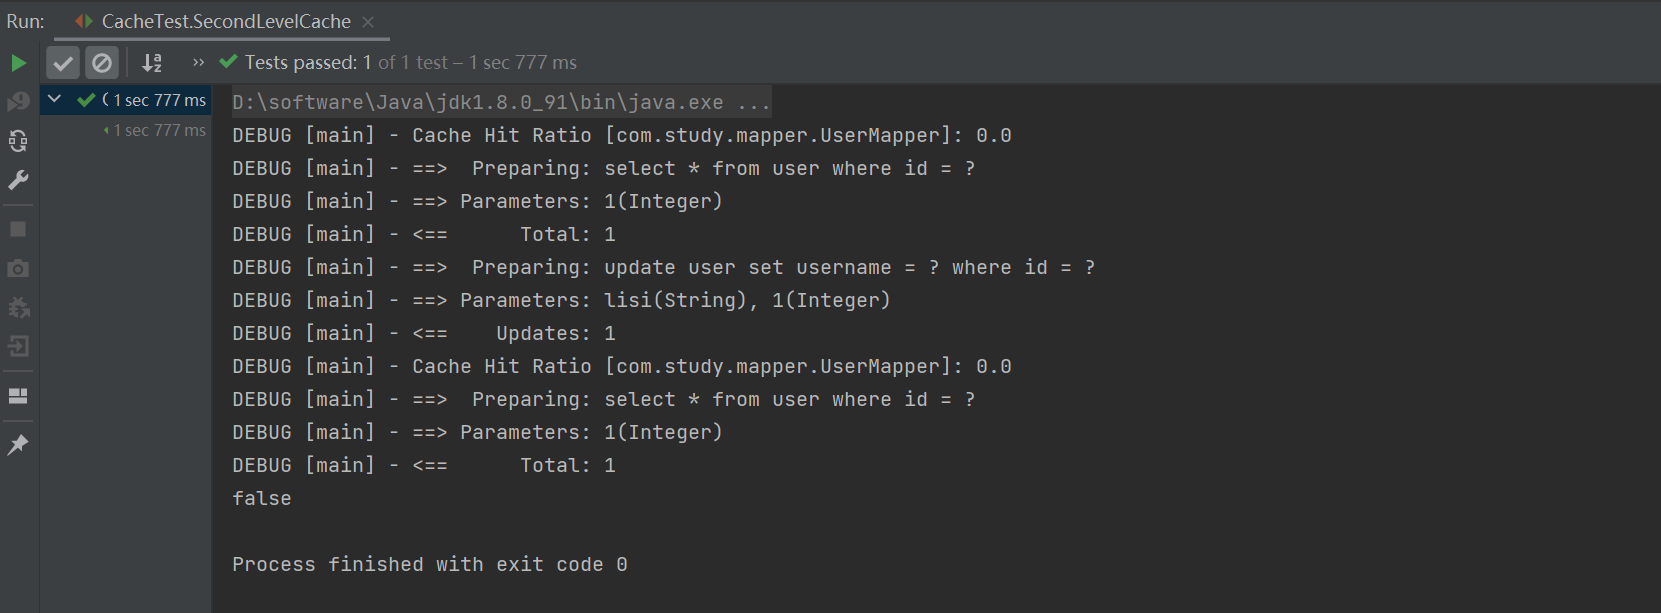 Run: CacheTest.SecondLevelCache
Tests passed: 1 of 1 test – 1 sec 777 ms
( 1 sec 777 ms
1 sec 777 ms
D:\software\Java\jdk1.8.0_91\bin\java.exe ...
DEBUG [main] - Cache Hit Ratio [com.study.mapper.UserMapper]: 0.0
DEBUG [main] - ==>  Preparing: select * from user where id = ?
DEBUG [main] - ==> Parameters: 1(Integer)
DEBUG [main] - <==      Total: 1
DEBUG [main] - ==>  Preparing: update user set username = ? where id = ?
DEBUG [main] - ==> Parameters: lisi(String), 1(Integer)
DEBUG [main] - <==    Updates: 1
DEBUG [main] - Cache Hit Ratio [com.study.mapper.UserMapper]: 0.0
DEBUG [main] - ==>  Preparing: select * from user where id = ?
DEBUG [main] - ==> Parameters: 1(Integer)
DEBUG [main] - <==      Total: 1
false
Process finished with exit code 0